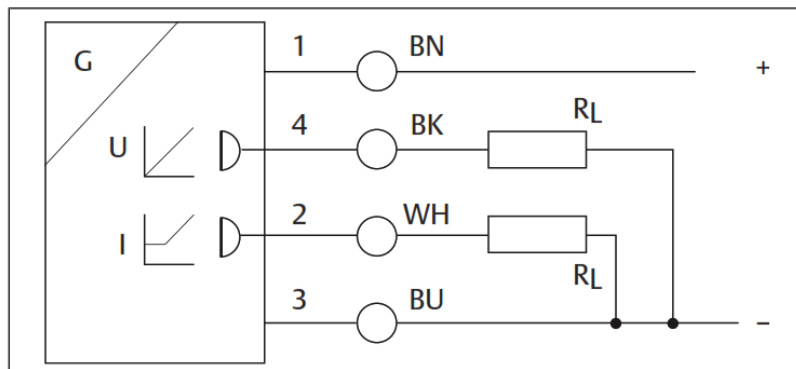 G
1 BN +
U 4 BK RL
I 2 WH RL
3 BU –